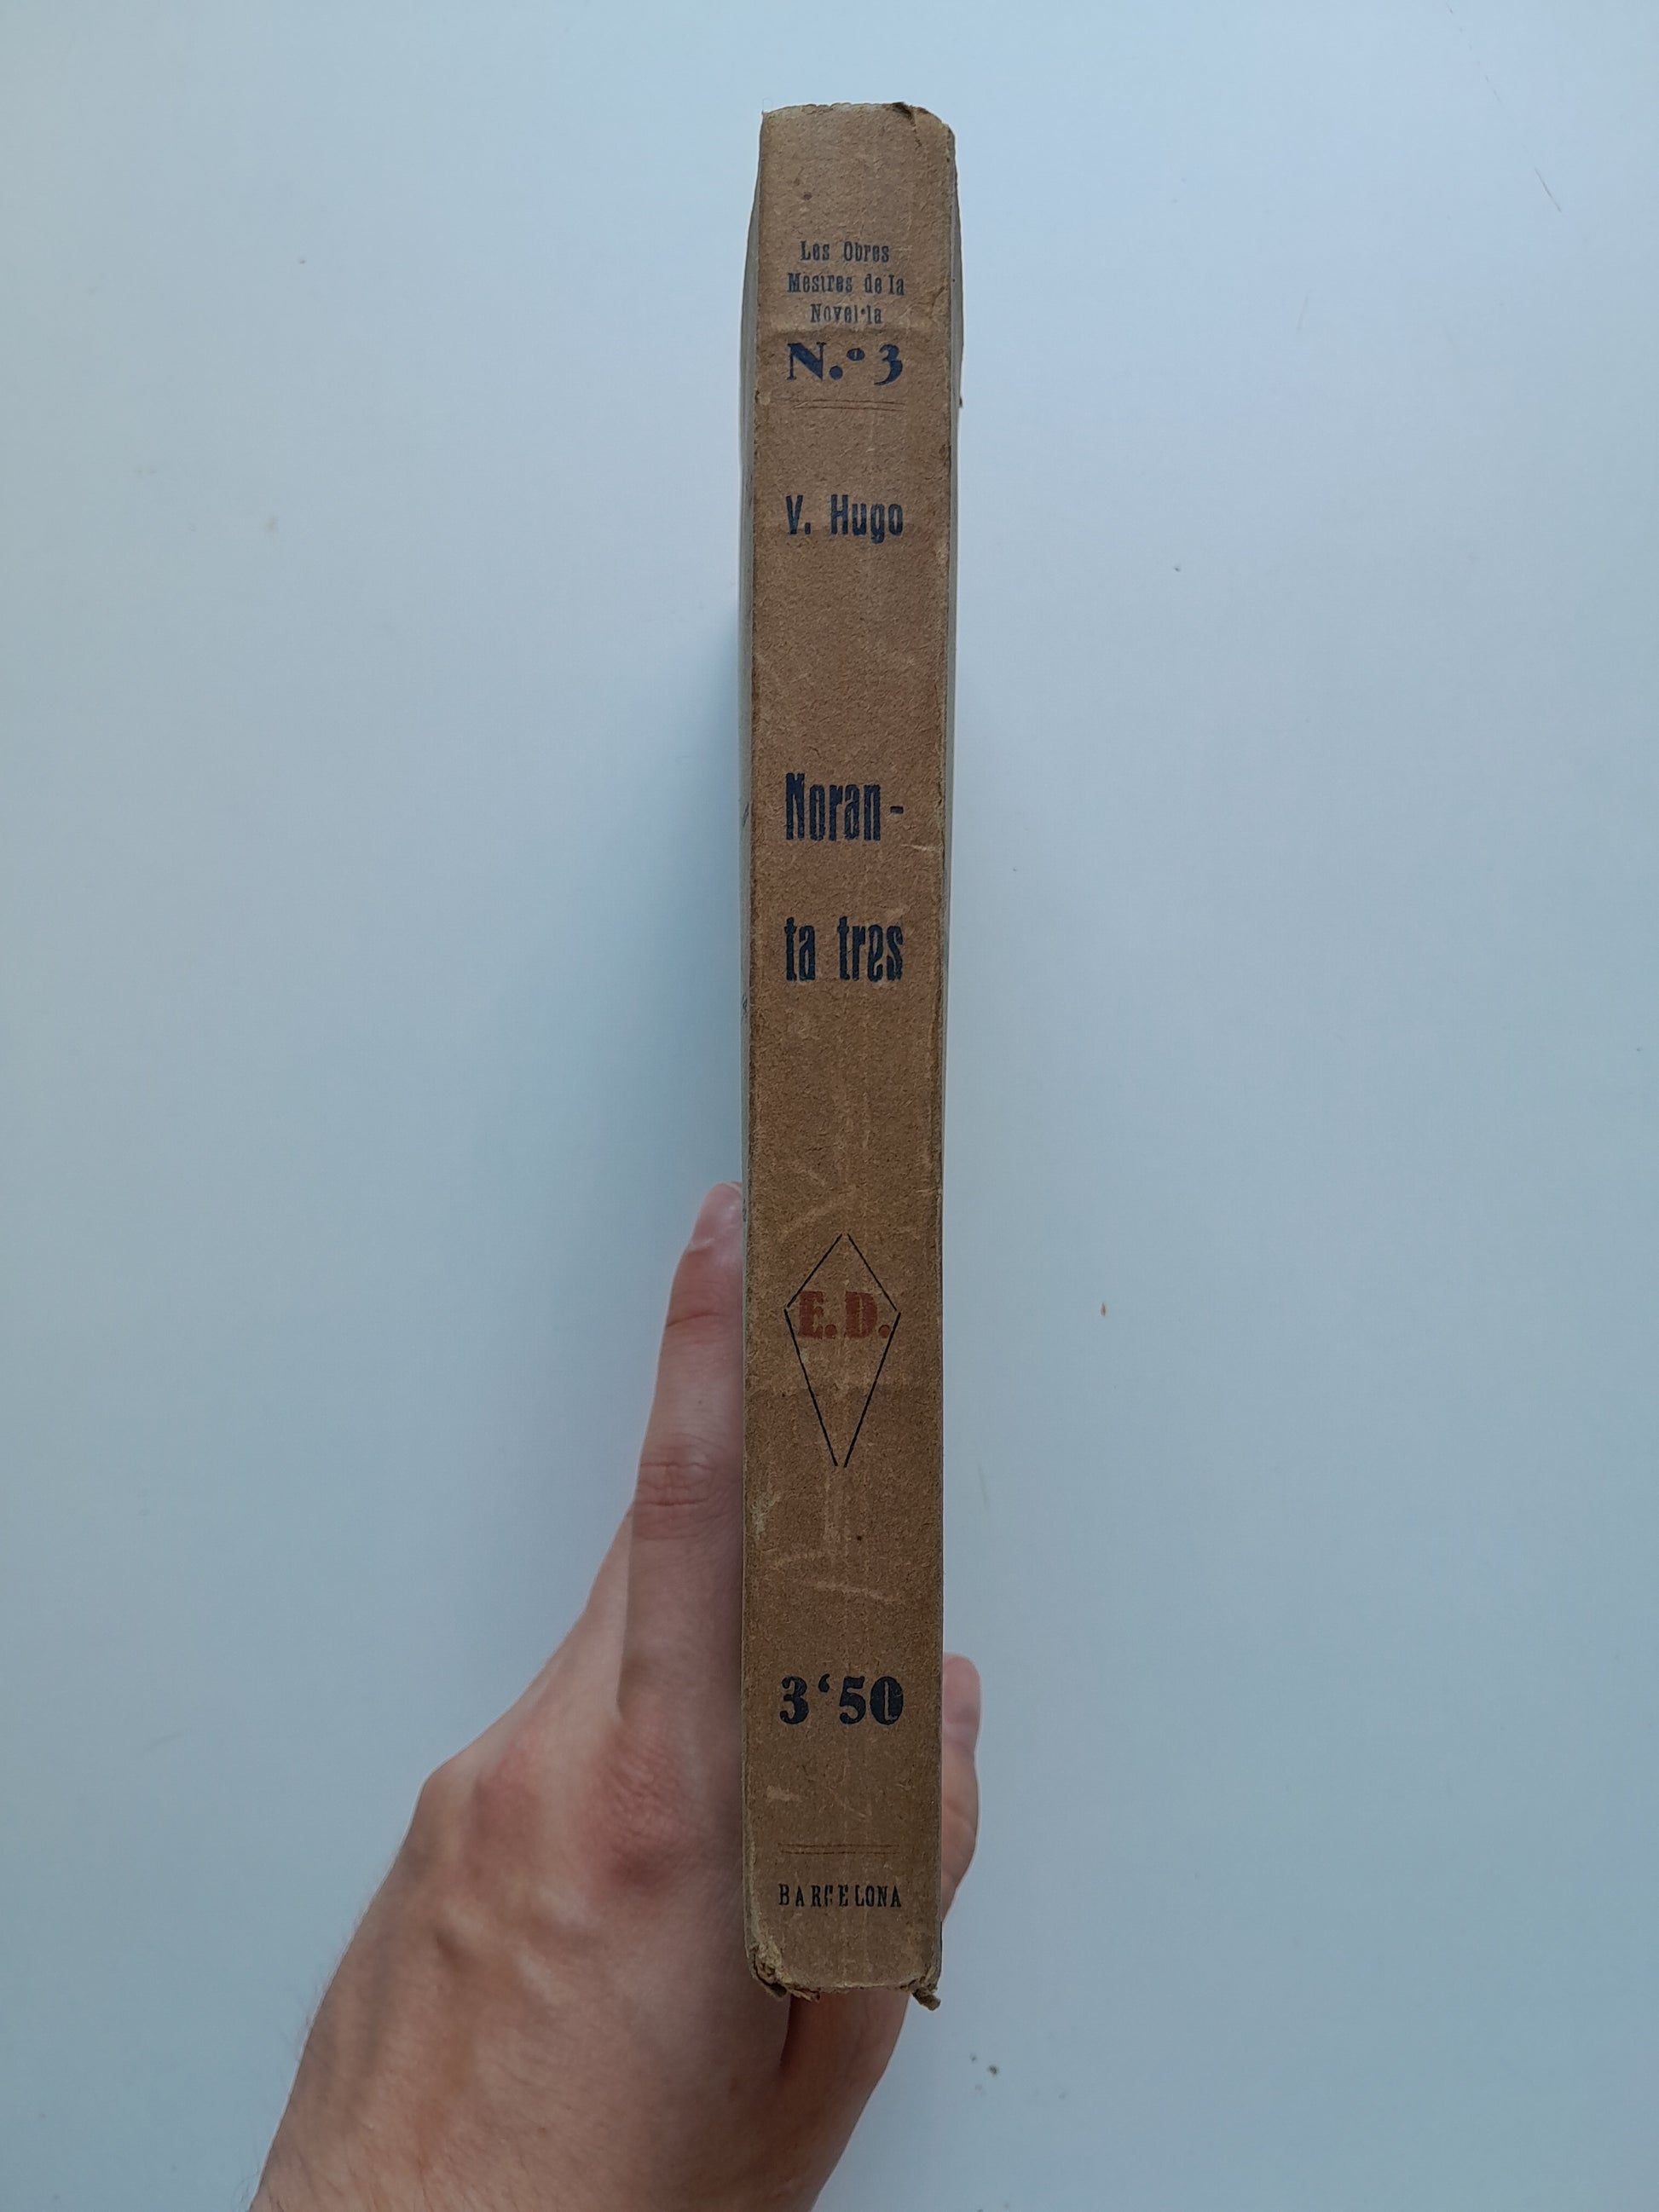 Les Obres
Mestres de la
Novel·la
N.º 3
V. Hugo
Noran-
ta tres
E. D.
3‘50
BARCELONA